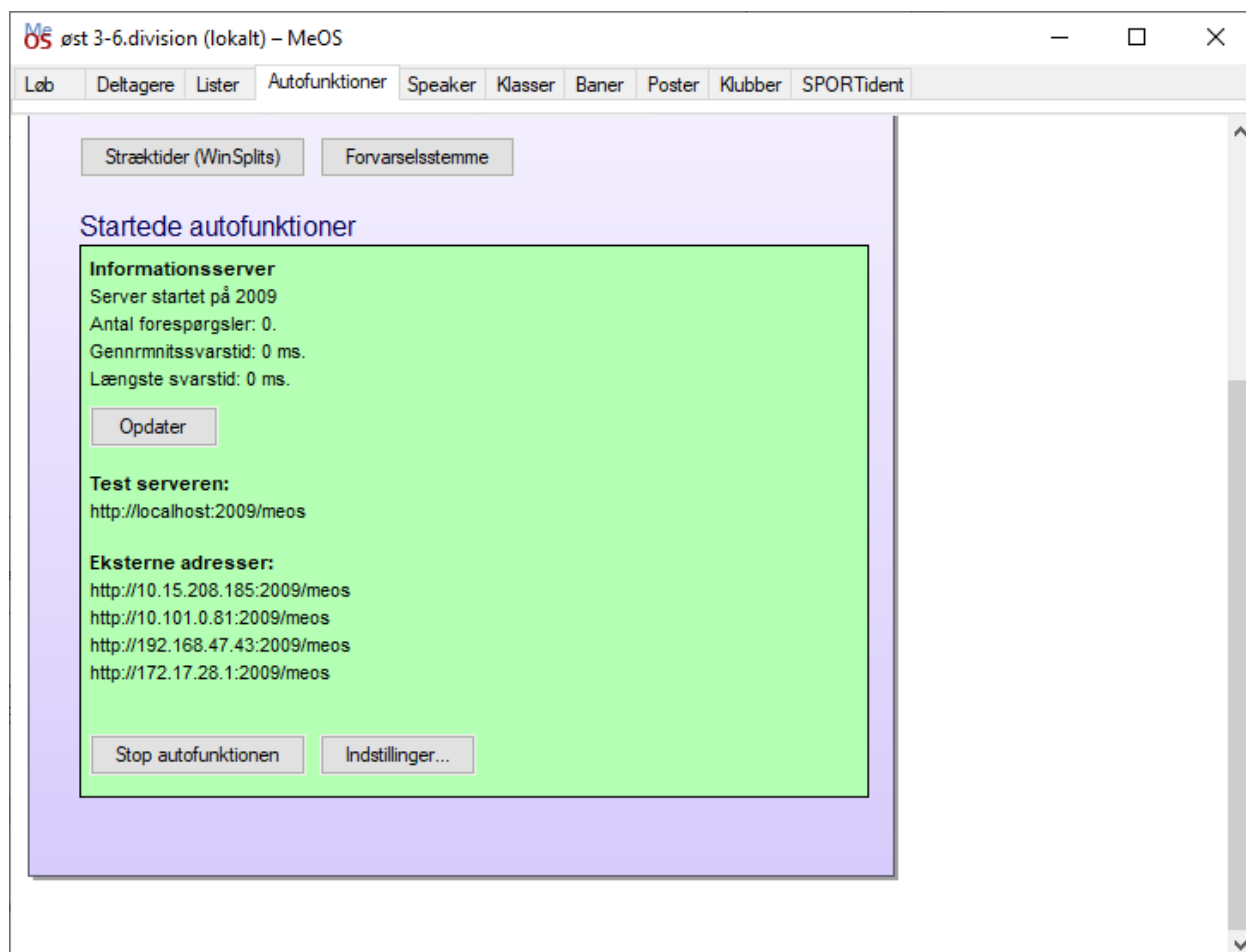 MeOS øst 3-6.division (lokalt) – MeOS
Løb Deltagere Lister Autofunktioner Speaker Klasser Baner Poster Klubber SPORTident
Stræktider (WinSplits) Forvarselsstemme
Startede autofunktioner
Informationsserver
Server startet på 2009
Antal forespørgsler: 0.
Gennrmnitssvarstid: 0 ms.
Længste svarstid: 0 ms.
Opdater
Test serveren:
http://localhost:2009/meos
Eksterne adresser:
http://10.15.208.185:2009/meos
http://10.101.0.81:2009/meos
http://192.168.47.43:2009/meos
http://172.17.28.1:2009/meos
Stop autofunktionen Indstillinger...